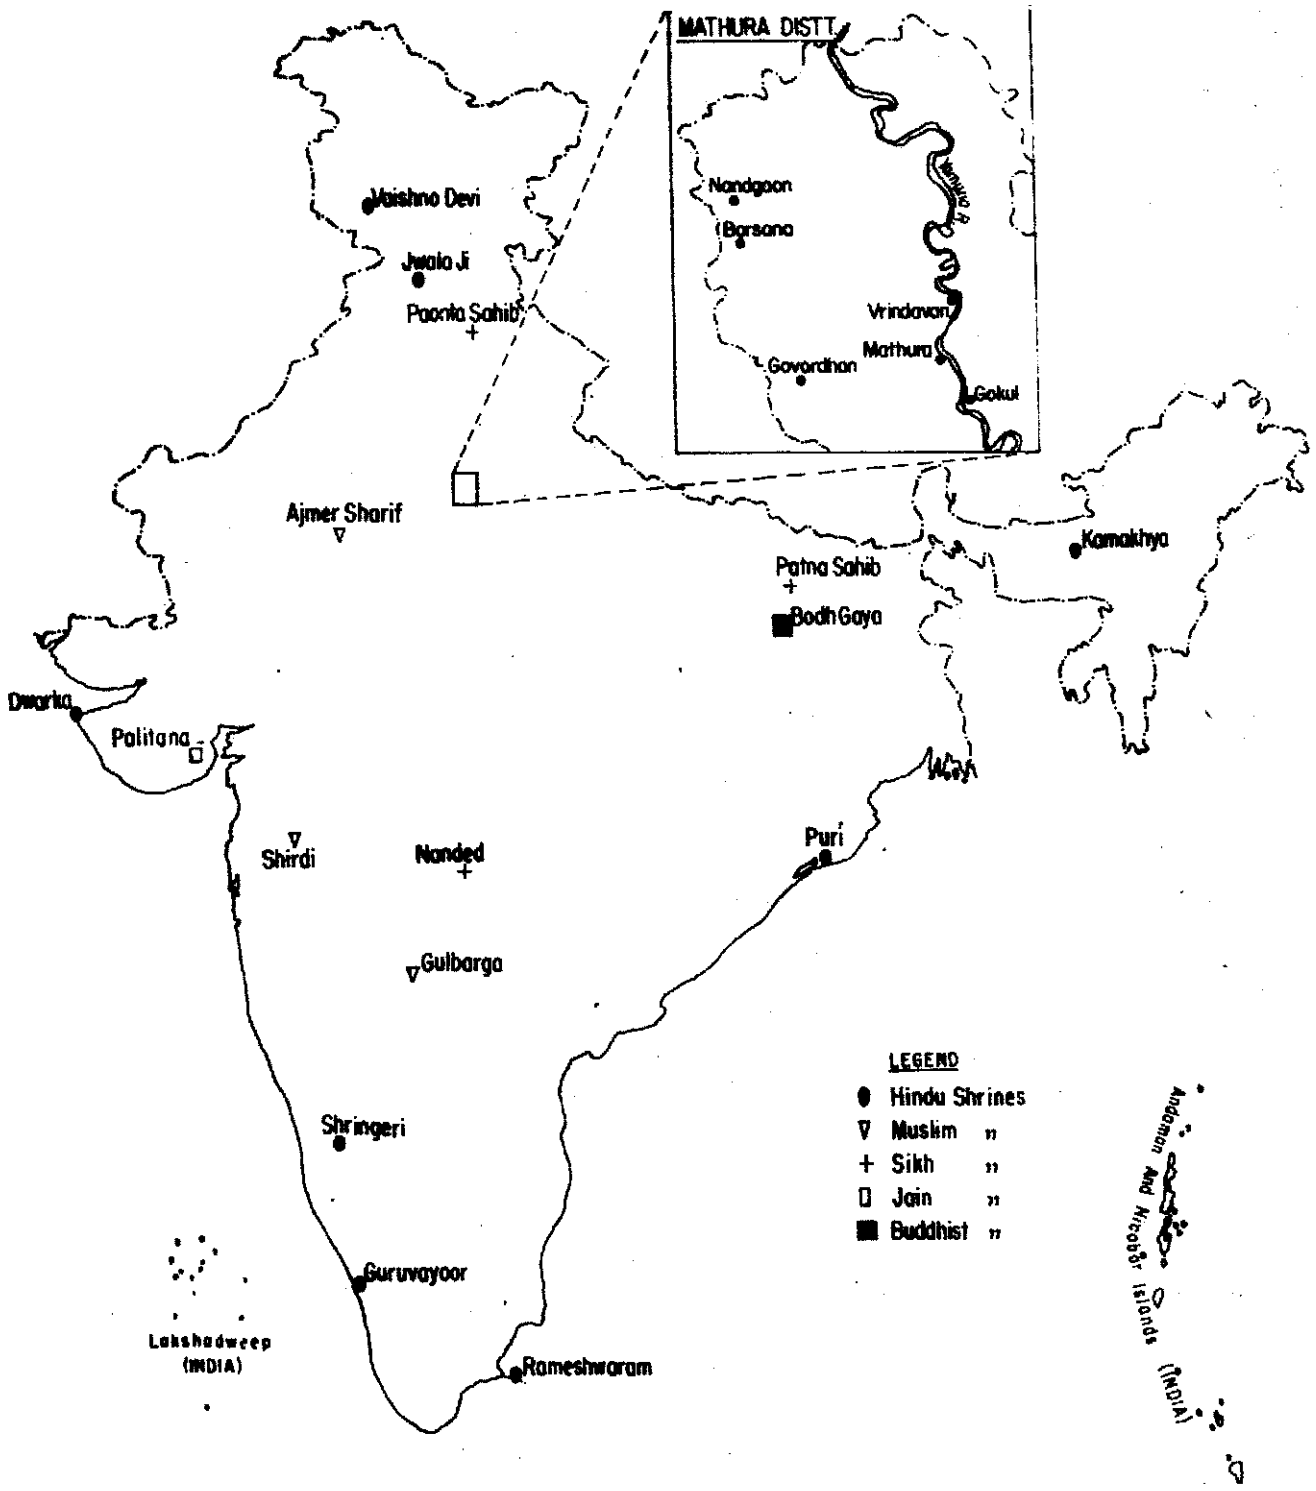 MATHURA DISTT.
Nandgaon
Barsana
Yamuna R.
Vrindavan
Mathura
Govardhan
Gokul
Vaishno Devi
Jwala Ji
Paonta Sahib
Ajmer Sharif
Kamakhya
Patna Sahib
Bodh Gaya
Dwarka
Palitana
Shirdi
Nanded
Puri
Gulbarga
Shringeri
Guruvayoor
Rameshwaram
LEGEND
Hindu Shrines
Muslim "
Sikh "
Jain "
Buddhist "
Lakshadweep
(INDIA)
Andaman And Nicobar Islands (INDIA)